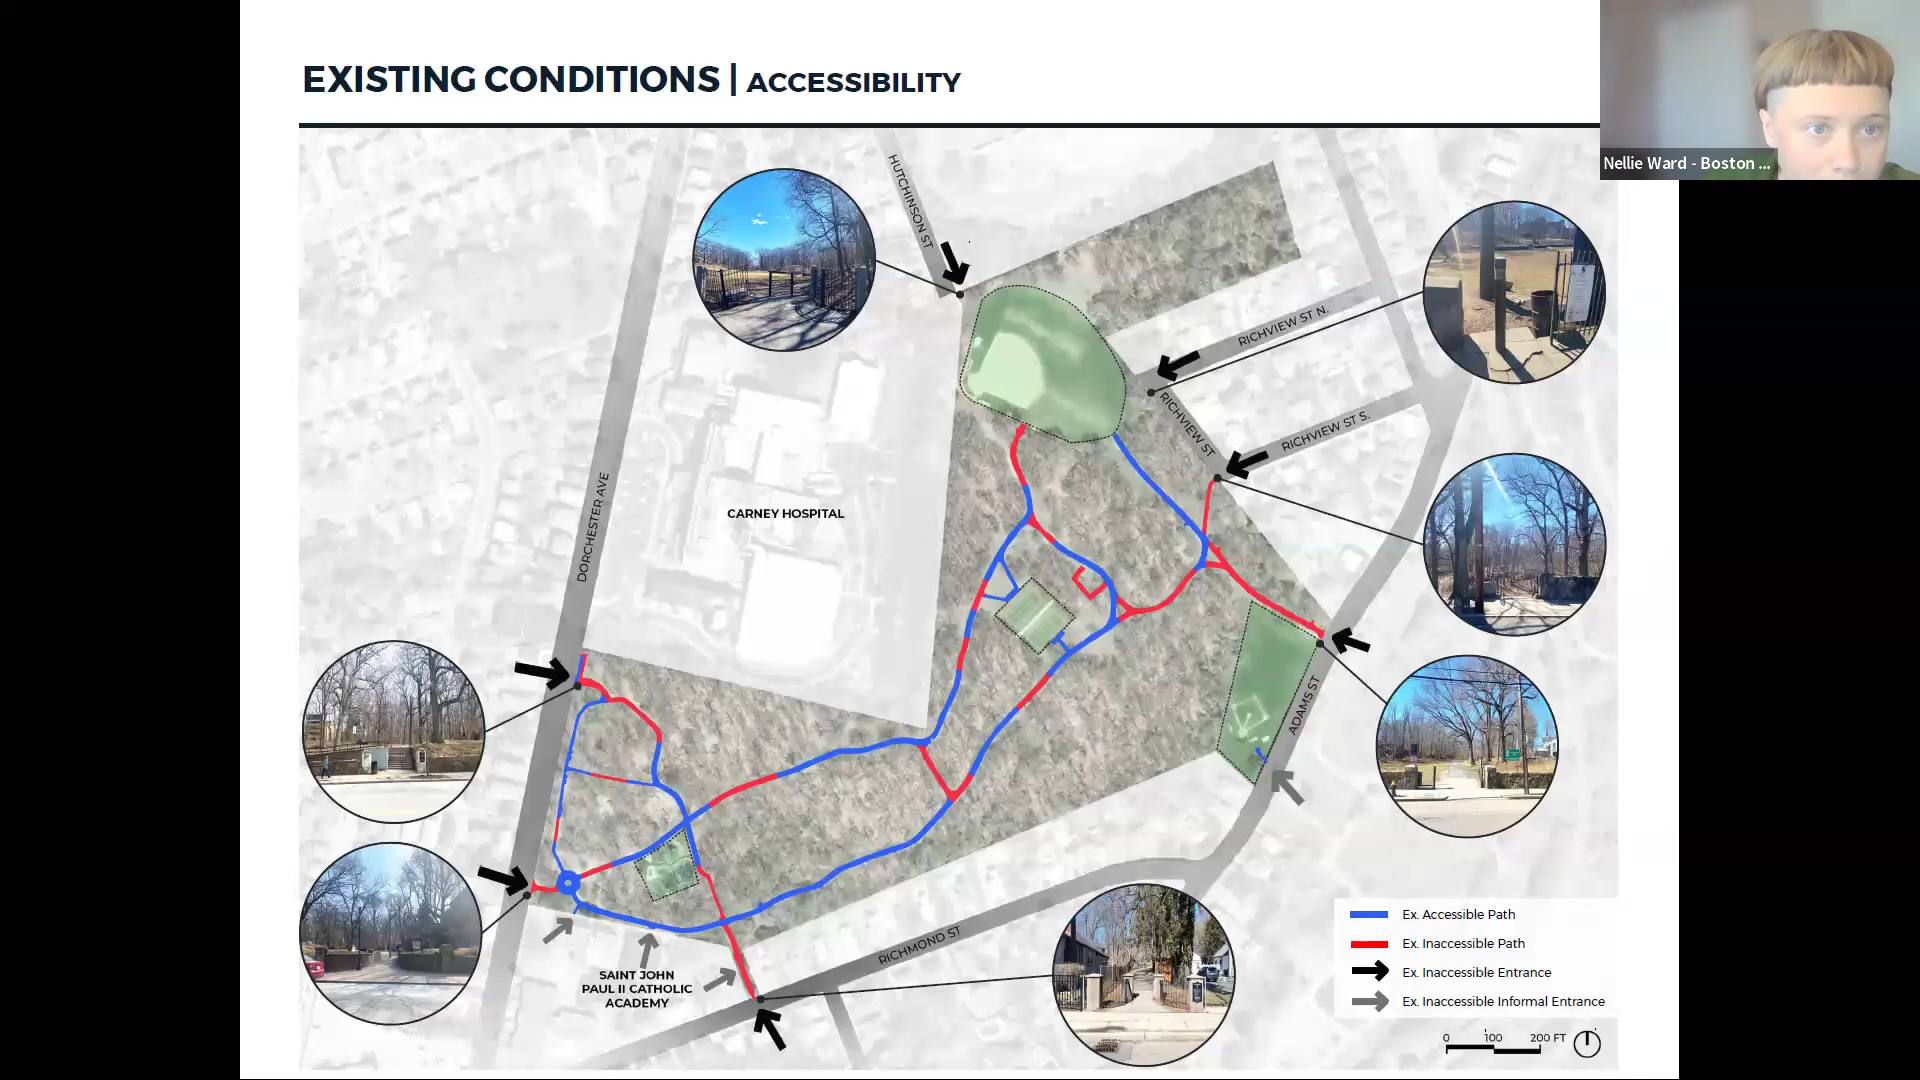 EXISTING CONDITIONS | ACCESSIBILITY
Nellie Ward - Boston ...
HUTCHINSON ST
RICHVIEW ST N.
RICHVIEW ST
RICHVIEW ST S.
DORCHESTER AVE
CARNEY HOSPITAL
ADAMS ST
RICHMOND ST
SAINT JOHN
PAUL II CATHOLIC
ACADEMY
Ex. Accessible Path
Ex. Inaccessible Path
Ex. Inaccessible Entrance
Ex. Inaccessible Informal Entrance
0 100 200 FT